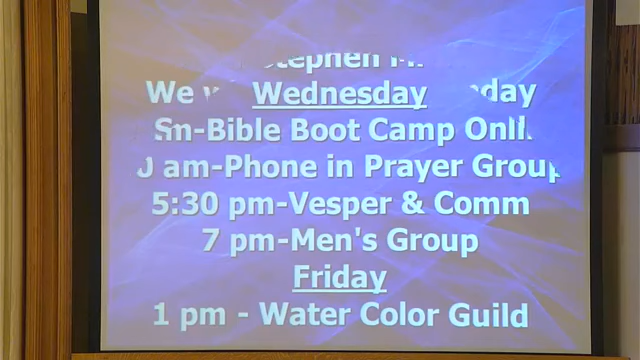 We Wednesday
-Bible Boot Camp
am-Phone in Prayer Group
5:30 pm-Vesper & Comm
7 pm-Men's Group
Friday
1 pm - Water Color Guild